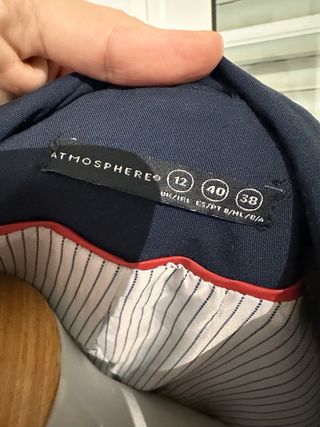 ATMOSPHERE® 12 40 38
UK/IRL ES/PT D/NL/B/A